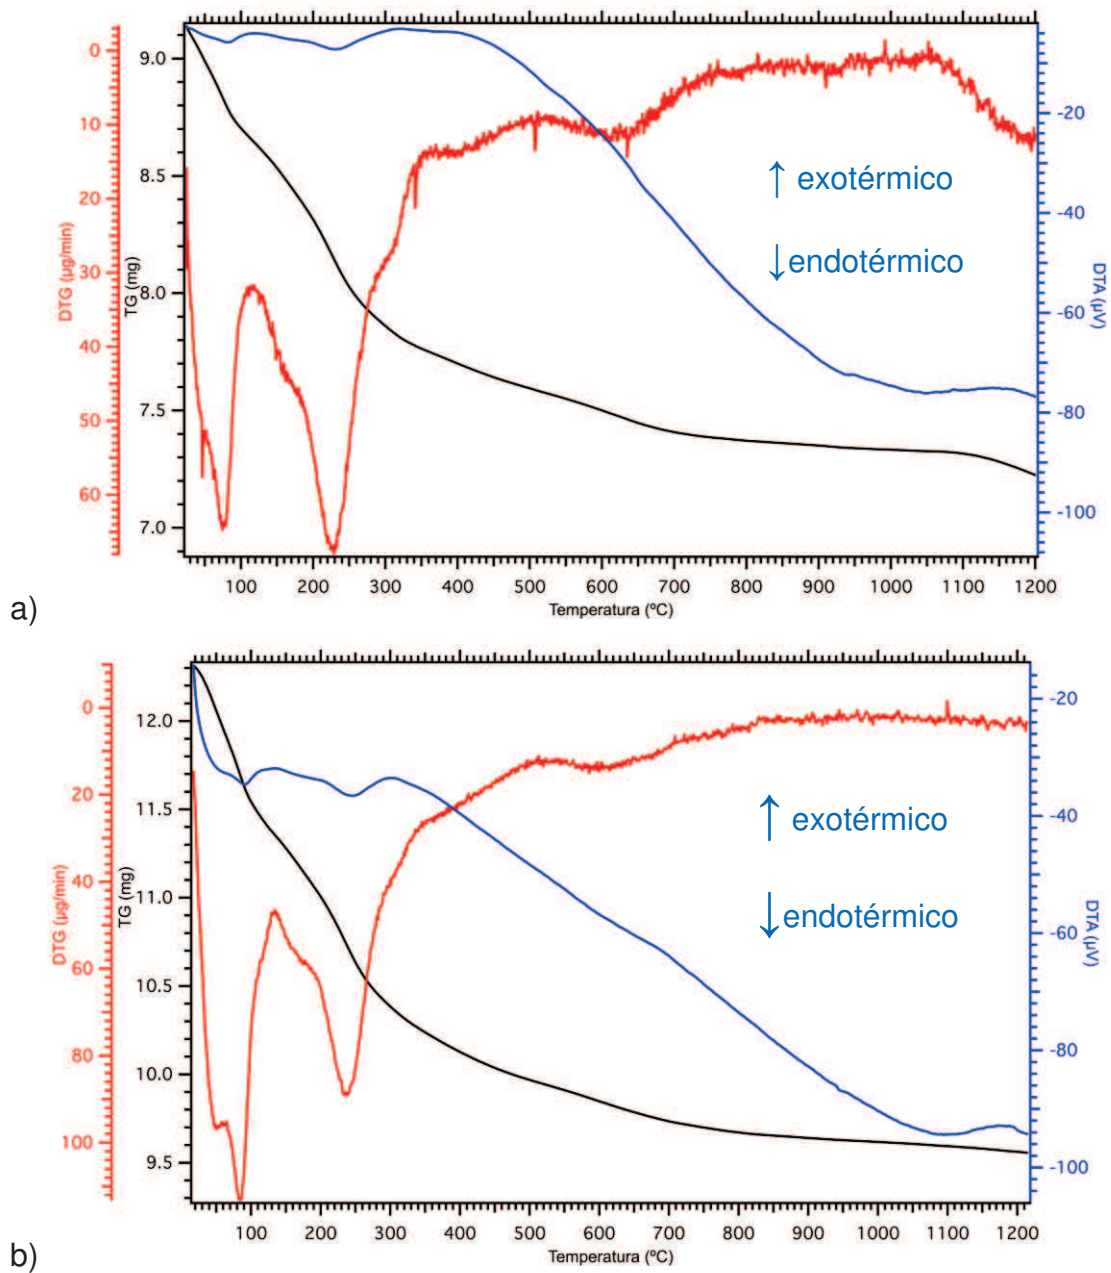 0
10
20
30
40
50
60
DTG (µg/min)
9.0
8.5
8.0
7.5
7.0
TG (mg)
↑ exotérmico
↓endotérmico
-20
-40
-60
-80
-100
DTA (µV)
100 200 300 400 500 600 700 800 900 1000 1100 1200
Temperatura (ºC)
a)
0
20
40
60
80
100
DTG (µg/min)
12.0
11.5
11.0
10.5
10.0
9.5
TG (mg)
↑ exotérmico
↓endotérmico
-20
-40
-60
-80
-100
DTA (µV)
100 200 300 400 500 600 700 800 900 1000 1100 1200
Temperatura (ºC)
b)